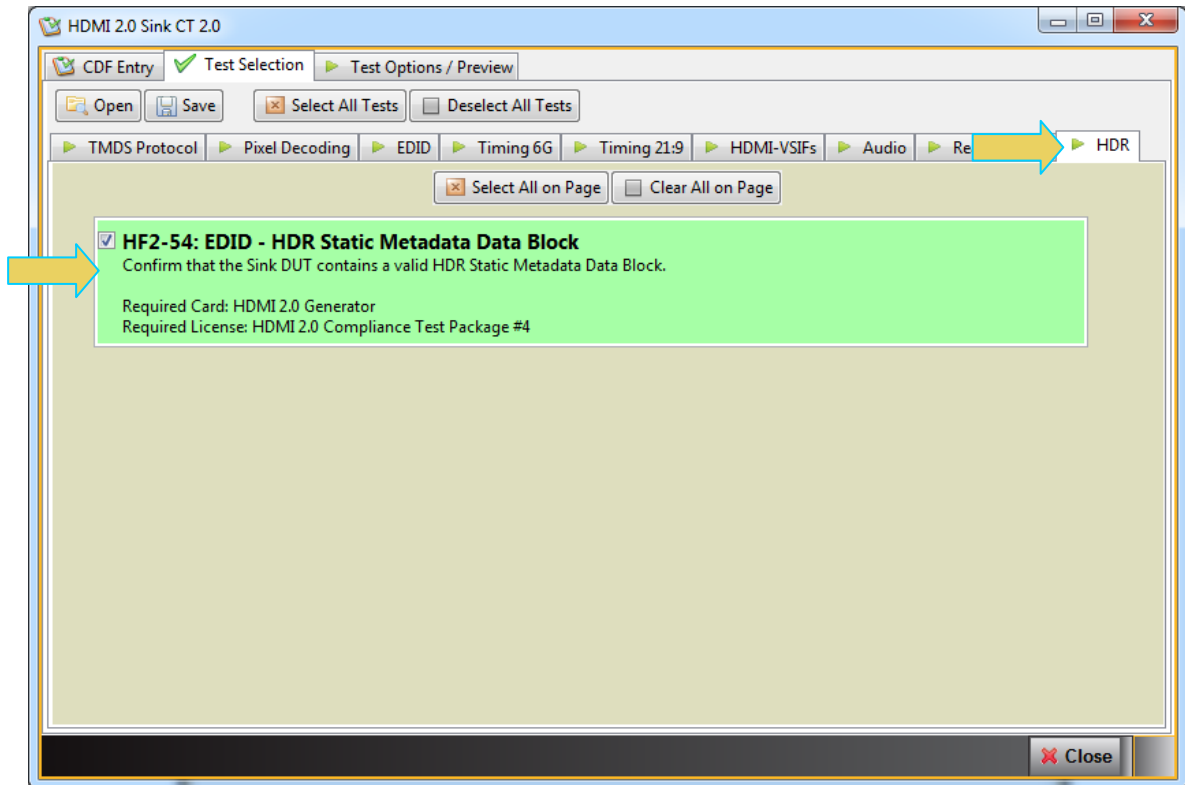 HDMI 2.0 Sink CT 2.0
CDF Entry Test Selection Test Options / Preview
Open Save Select All Tests Deselect All Tests
TMDS Protocol Pixel Decoding EDID Timing 6G Timing 21:9 HDMI-VSIFs Audio HDR
Select All on Page Clear All on Page
HF2-54: EDID - HDR Static Metadata Data Block
Confirm that the Sink DUT contains a valid HDR Static Metadata Data Block.
Required Card: HDMI 2.0 Generator
Required License: HDMI 2.0 Compliance Test Package #4
Close